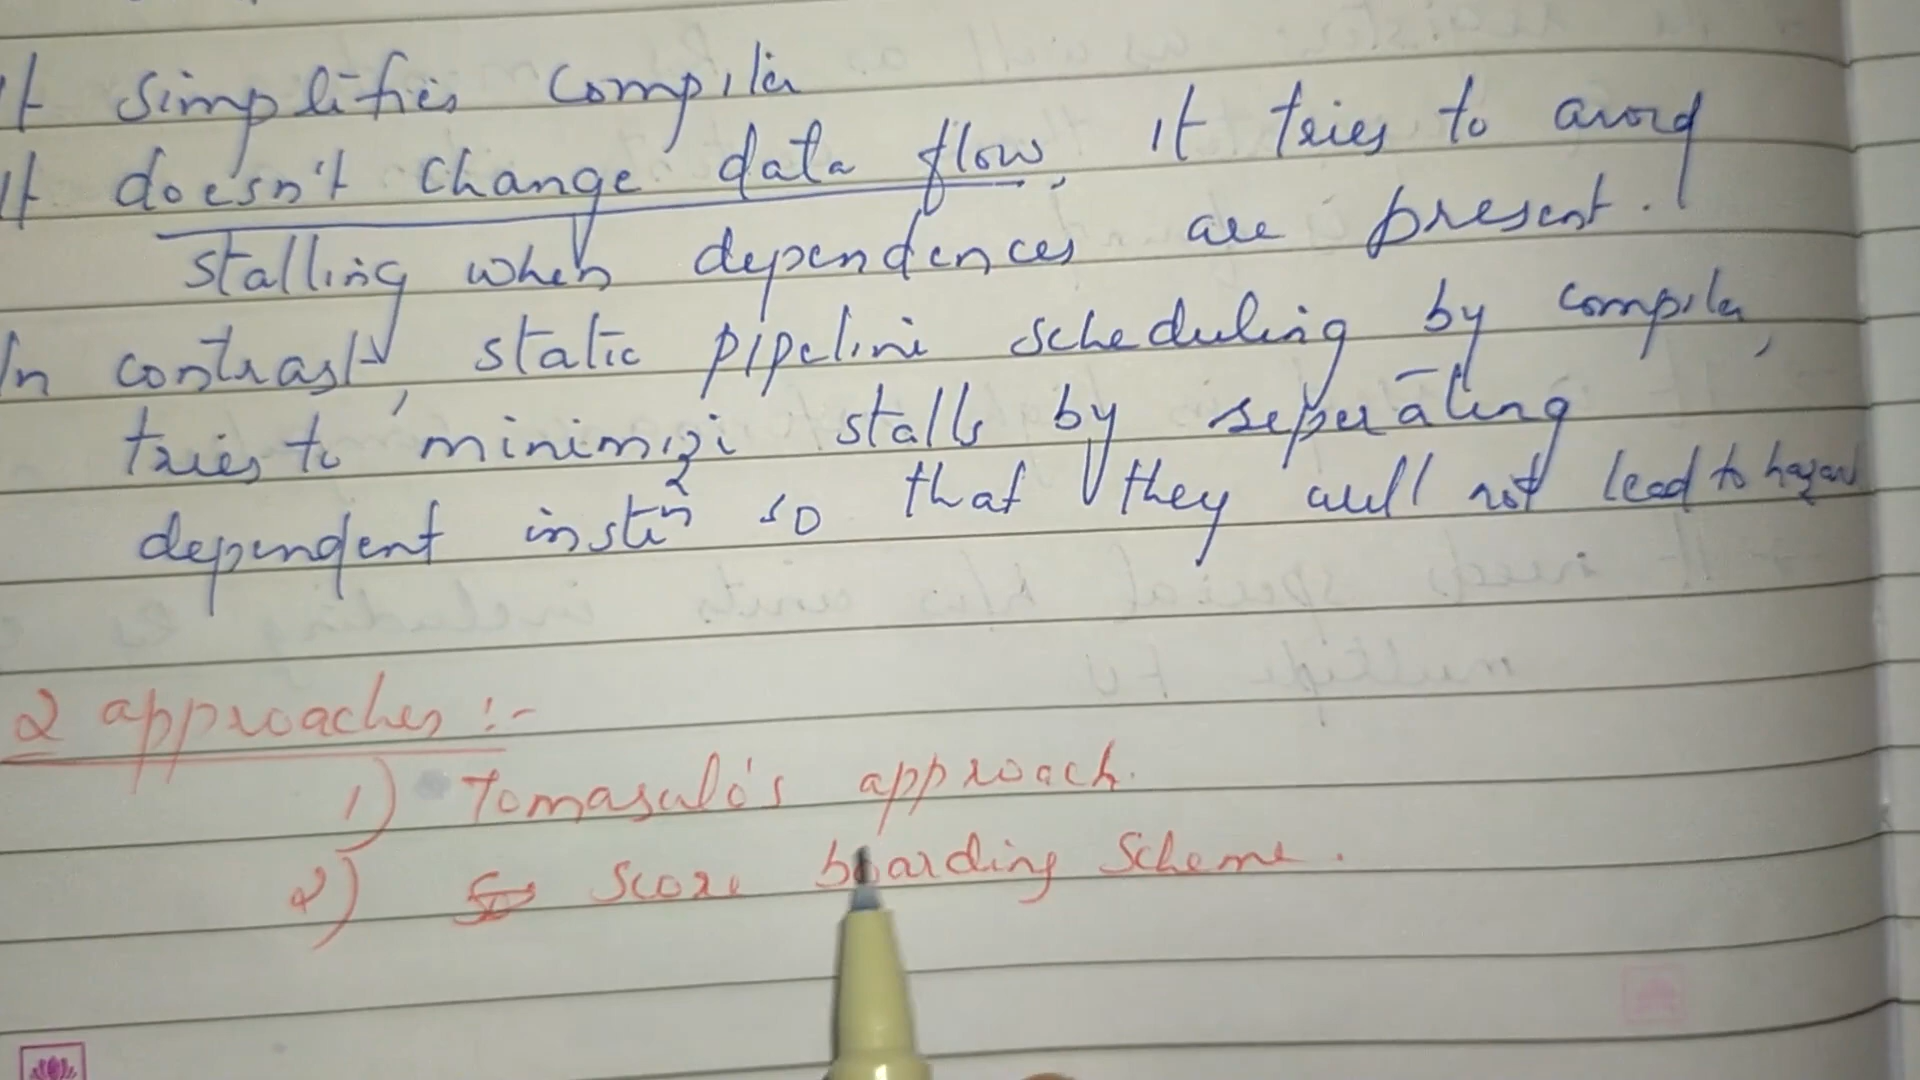 It simplifies compiler
It doesn't change data flow, it tries to avoid
stalling when dependences are present.
In contrast, static pipeline scheduling by compiler,
tries to minimize stalls by seperating
dependent instrⁿ so that they will not lead to hazard
2 approaches :-
1) Tomasulo's approach.
2) Score boarding Scheme.